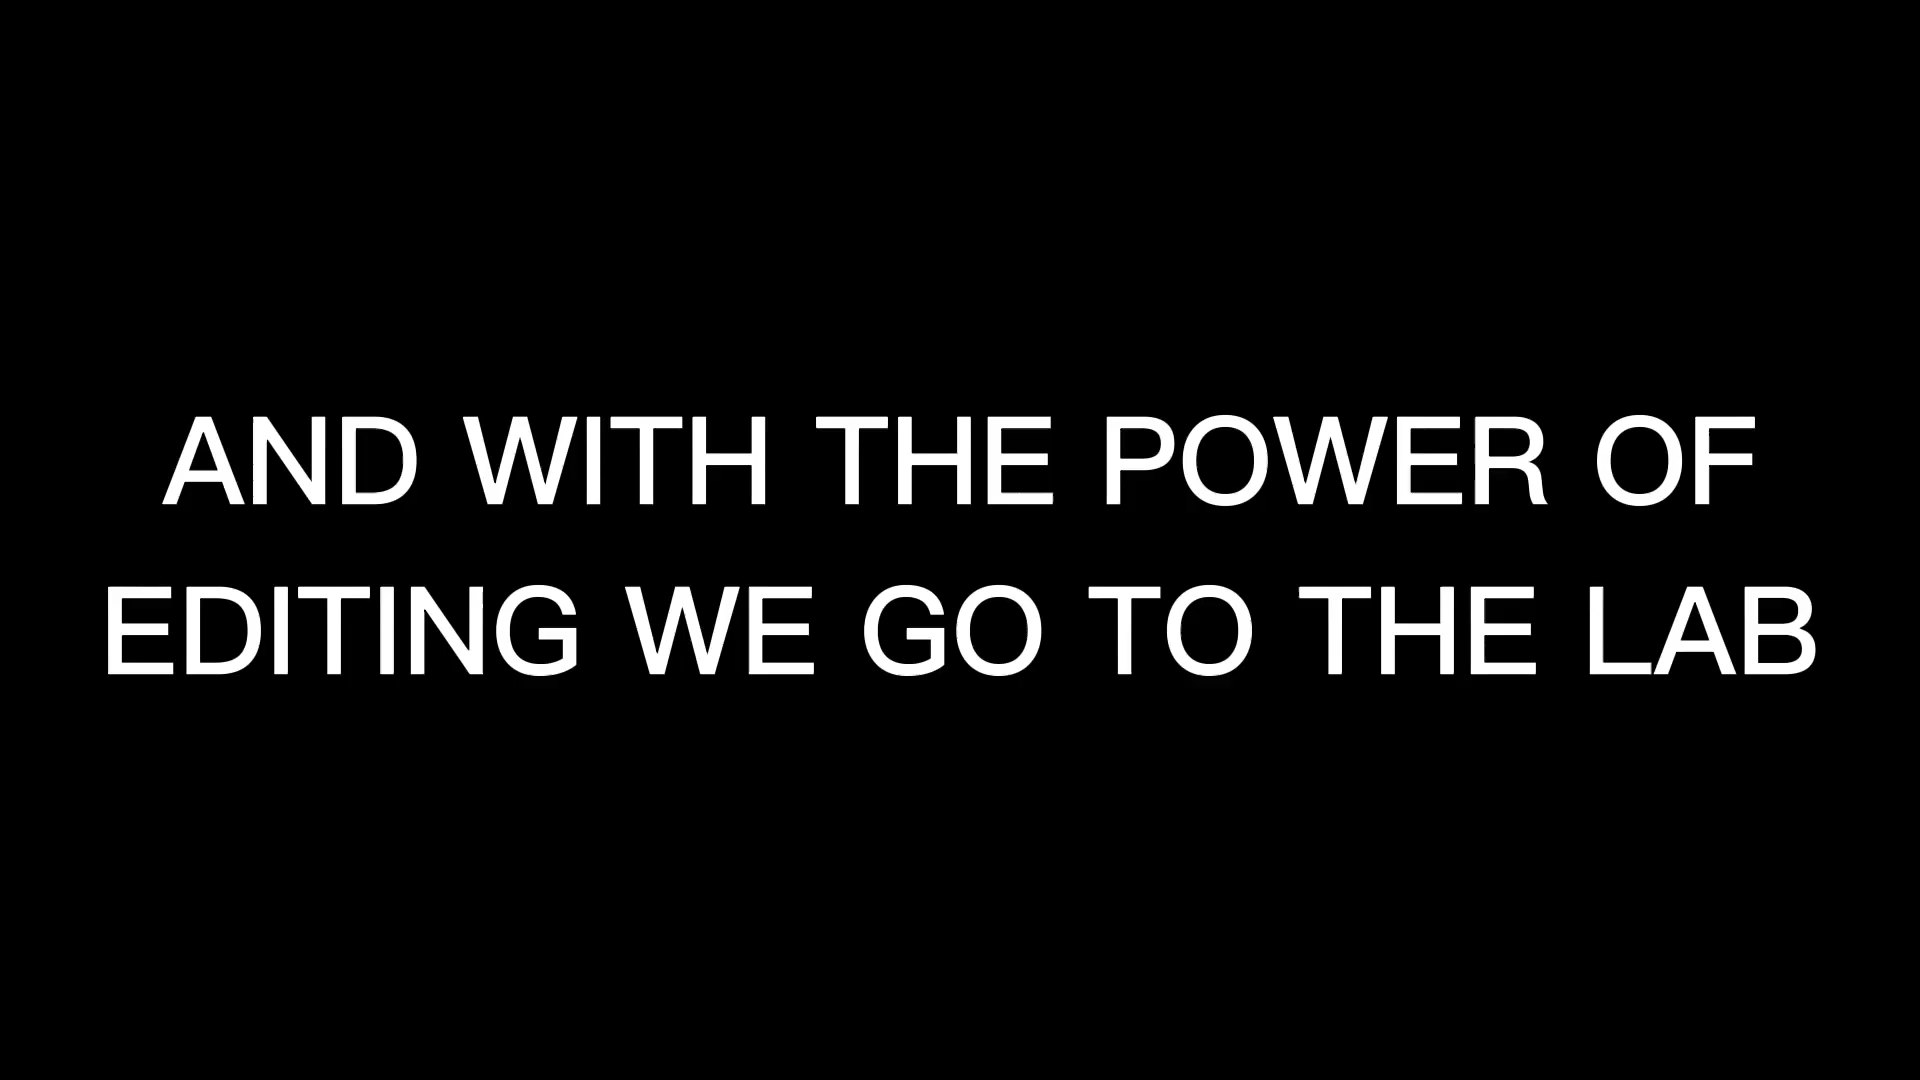 AND WITH THE POWER OF
EDITING WE GO TO THE LAB